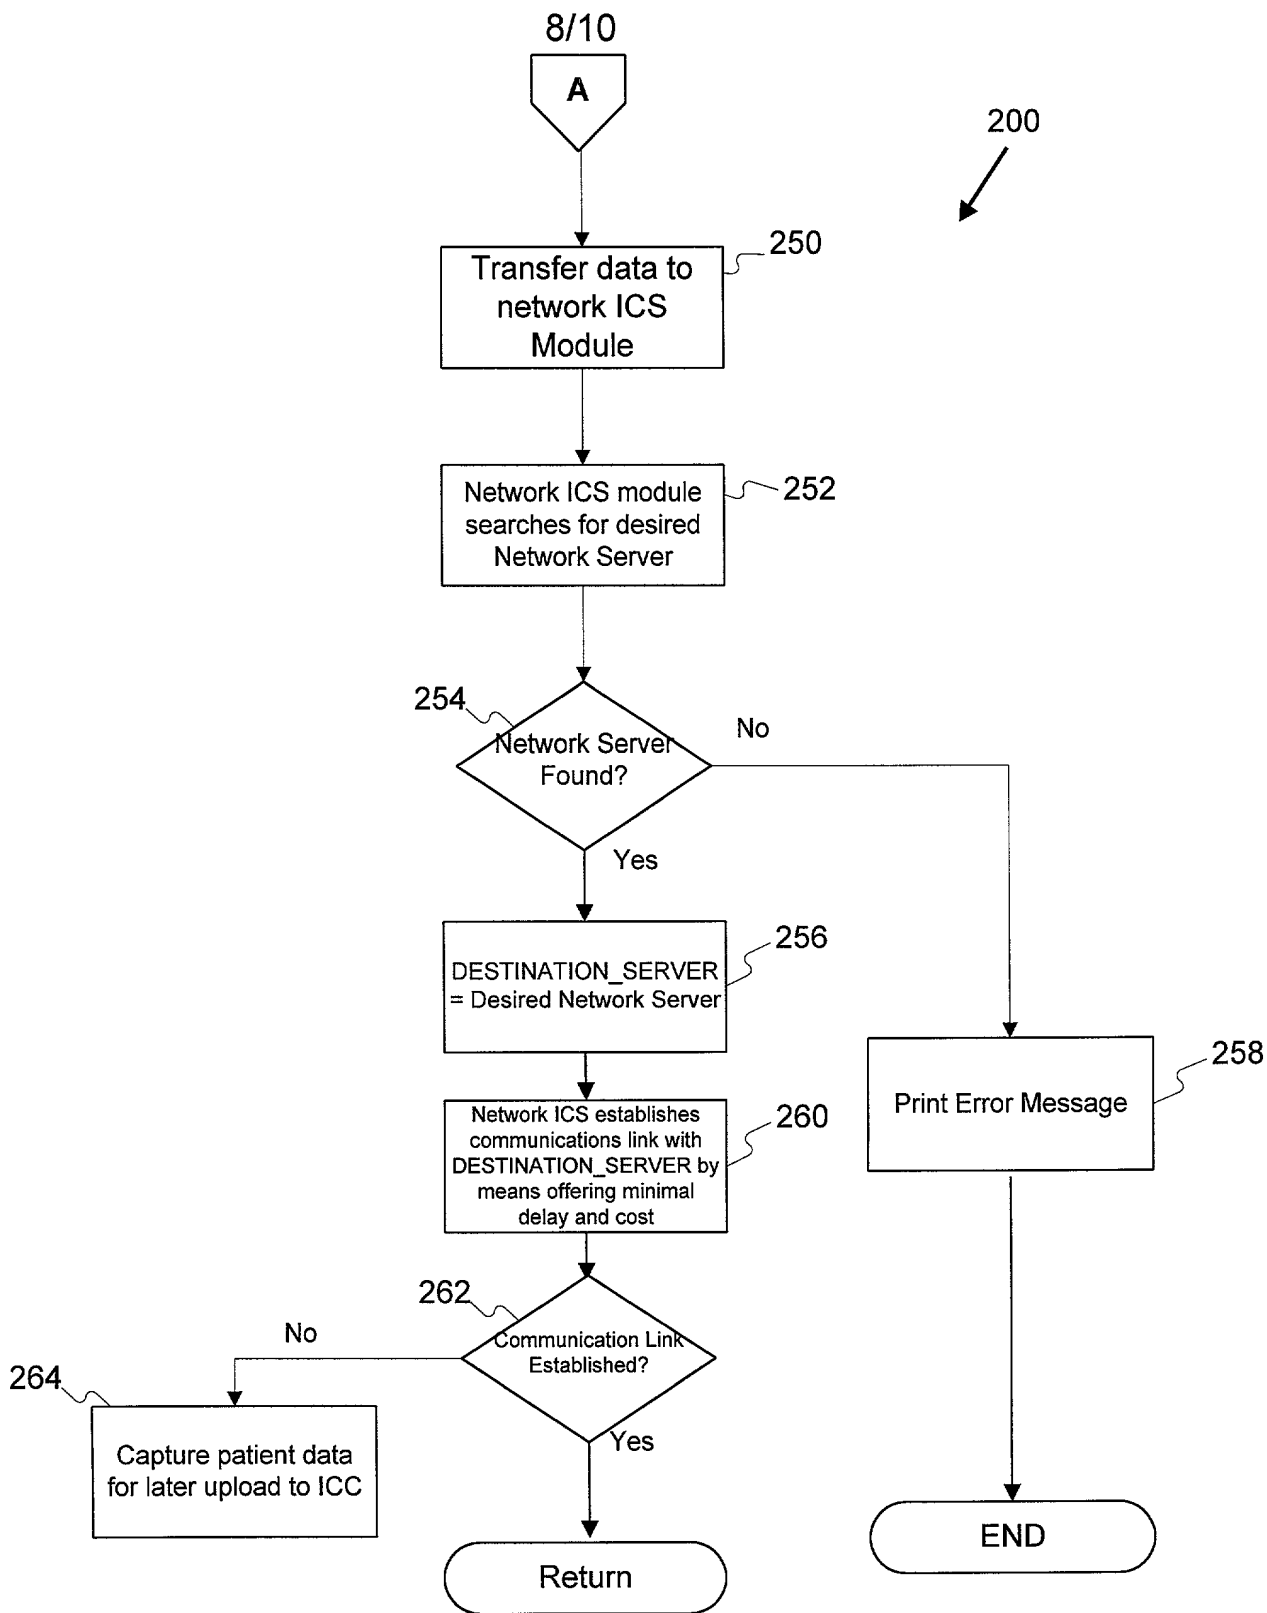 8/10
A
200
250
Transfer data to
network ICS
Module
252
Network ICS module
searches for desired
Network Server
254
Network Server
Found?
No
Yes
256
DESTINATION_SERVER
= Desired Network Server
258
Print Error Message
260
Network ICS establishes
communications link with
DESTINATION_SERVER by
means offering minimal
delay and cost
262
Communication Link
Established?
No
264
Capture patient data
for later upload to ICC
Yes
END
Return